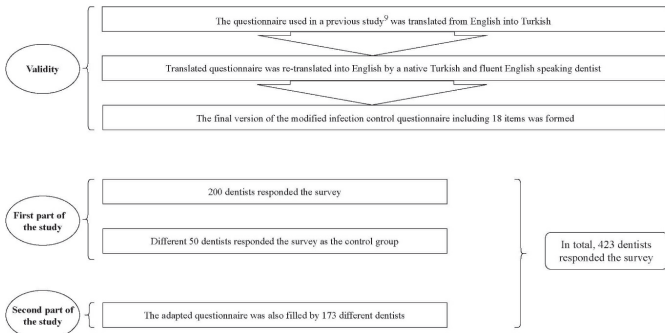 The questionnaire used in a previous study9 was translated from English into Turkish
Validity
Translated questionnaire was re-translated into English by a native Turkish and fluent English speaking dentist
The final version of the modified infection control questionnaire including 18 items was formed
200 dentists responded the survey
First part of
the study
Different 50 dentists responded the survey as the control group
In total, 423 dentists
responded the survey
Second part of
the study
The adapted questionnaire was also filled by 173 different dentists